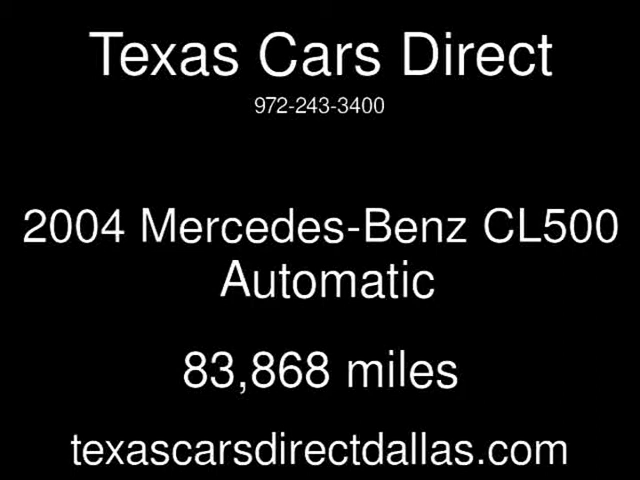 Texas Cars Direct
972-243-3400
2004 Mercedes-Benz CL500
Automatic
83,868 miles
texascarsdirectdallas.com